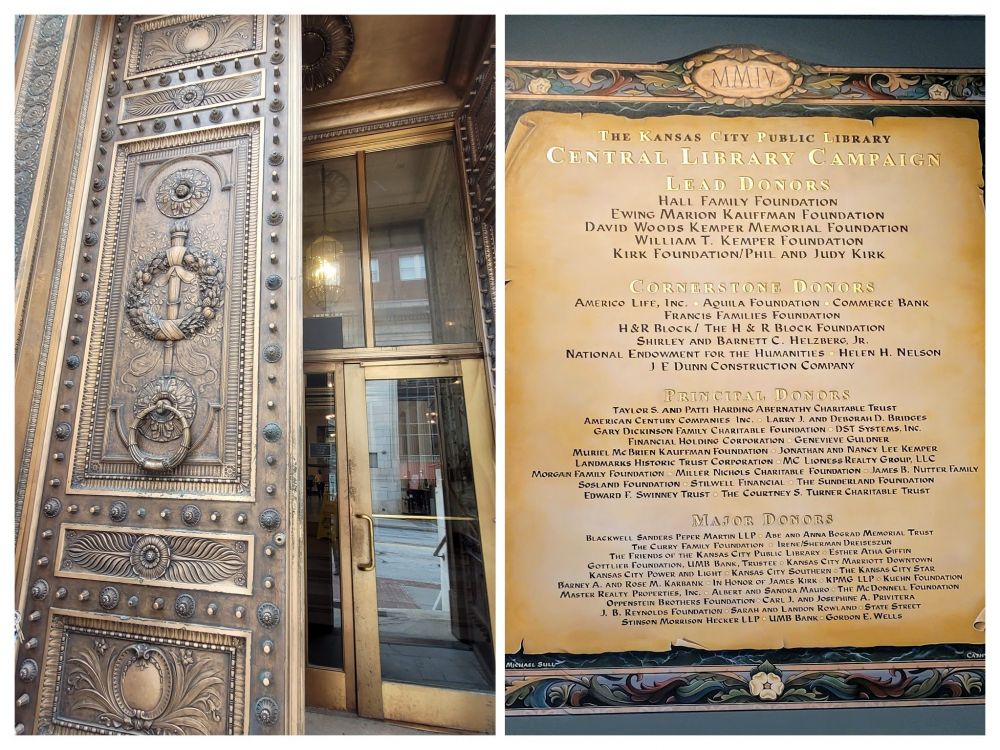 MMIV
The Kansas City Public Library
Central Library Campaign
Lead Donors
Hall Family Foundation
Ewing Marion Kauffman Foundation
David Woods Kemper Memorial Foundation
William T. Kemper Foundation
Kirk Foundation/Phil and Judy Kirk
Cornerstone Donors
Americo Life, Inc. · Aquila Foundation · Commerce Bank
Francis Families Foundation
H&R Block / The H & R Block Foundation
Shirley and Barnett C. Helzberg, Jr.
National Endowment for the Humanities · Helen H. Nelson
J E Dunn Construction Company
Principal Donors
Taylor S. and Patti Harding Abernathy Charitable Trust
American Century Companies Inc. · Larry J. and Deborah D. Bridges
Gary Dickinson Family Charitable Foundation · DST Systems, Inc.
Financial Holding Corporation · Genevieve Guldner
Muriel McBrien Kauffman Foundation · Jonathan and Nancy Lee Kemper
Landmarks Historic Trust Corporation · MC Lioness Realty Group, LLC
Morgan Family Foundation · Miller Nichols Charitable Foundation · James B. Nutter Family
Sosland Foundation · Stilwell Financial · The Sunderland Foundation
Edward F. Swinney Trust · The Courtney S. Turner Charitable Trust
Major Donors
Blackwell Sanders Peper Martin LLP · Abe and Anna Bograd Memorial Trust
The Curry Family Foundation · Irene/Sherman Dreiseszun
The Friends of the Kansas City Public Library · Esther Atha Giffin
Gottlieb Foundation, UMB Bank, Trustee · Kansas City Marriott Downtown
Kansas City Power and Light · Kansas City Southern · The Kansas City Star
Barney A. and Rose M. Karbank · In Honor of James Kirk · KPMG LLP · Kuehn Foundation
Master Realty Properties, Inc. · Albert and Sandra Mauro · The McDonnell Foundation
Oppenstein Brothers Foundation · Carl J. and Josephine A. Privitera
J. B. Reynolds Foundation · Sarah and Landon Rowland · State Street
Stinson Morrison Hecker LLP · UMB Bank · Gordon E. Wells
Michael Sull